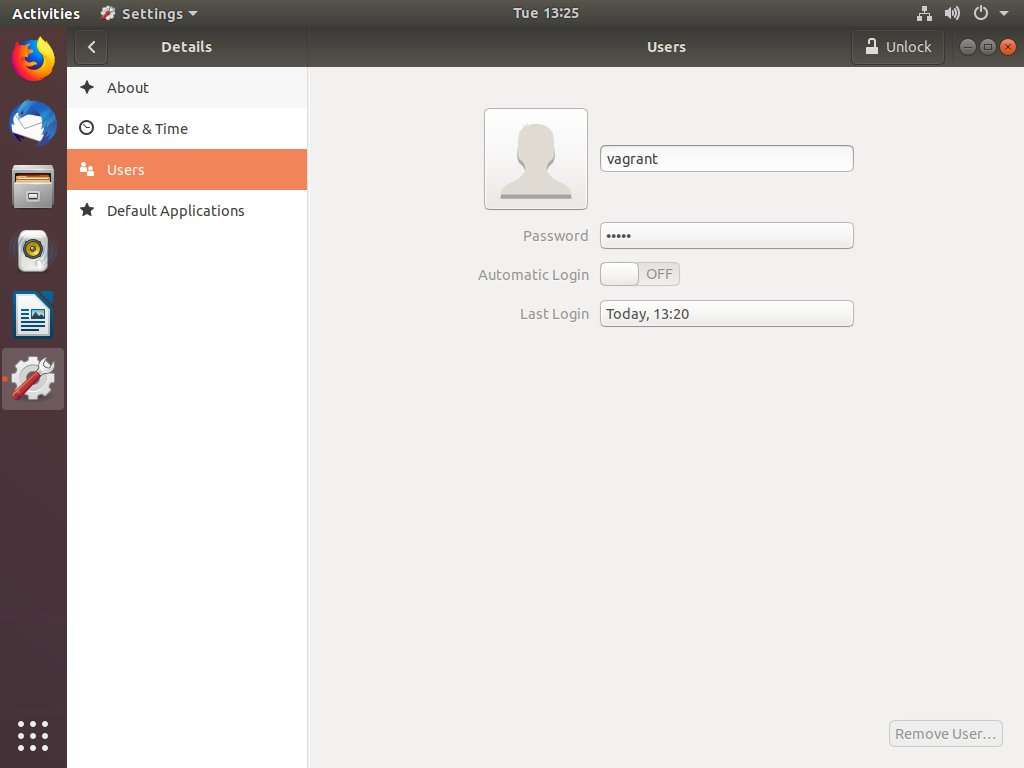 Activities
Settings
Tue 13:25
Details
Users
Unlock
About
Date & Time
Users
Default Applications
vagrant
Password
•••••
Automatic Login
OFF
Last Login
Today, 13:20
Remove User…